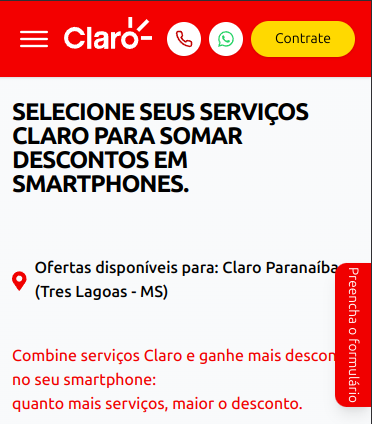 Claro
Contrate
SELECIONE SEUS SERVIÇOS
CLARO PARA SOMAR
DESCONTOS EM
SMARTPHONES.
Ofertas disponíveis para: Claro Paranaíba
(Tres Lagoas - MS)
Preencha o formulário
Combine serviços Claro e ganhe mais descon
no seu smartphone:
quanto mais serviços, maior o desconto.